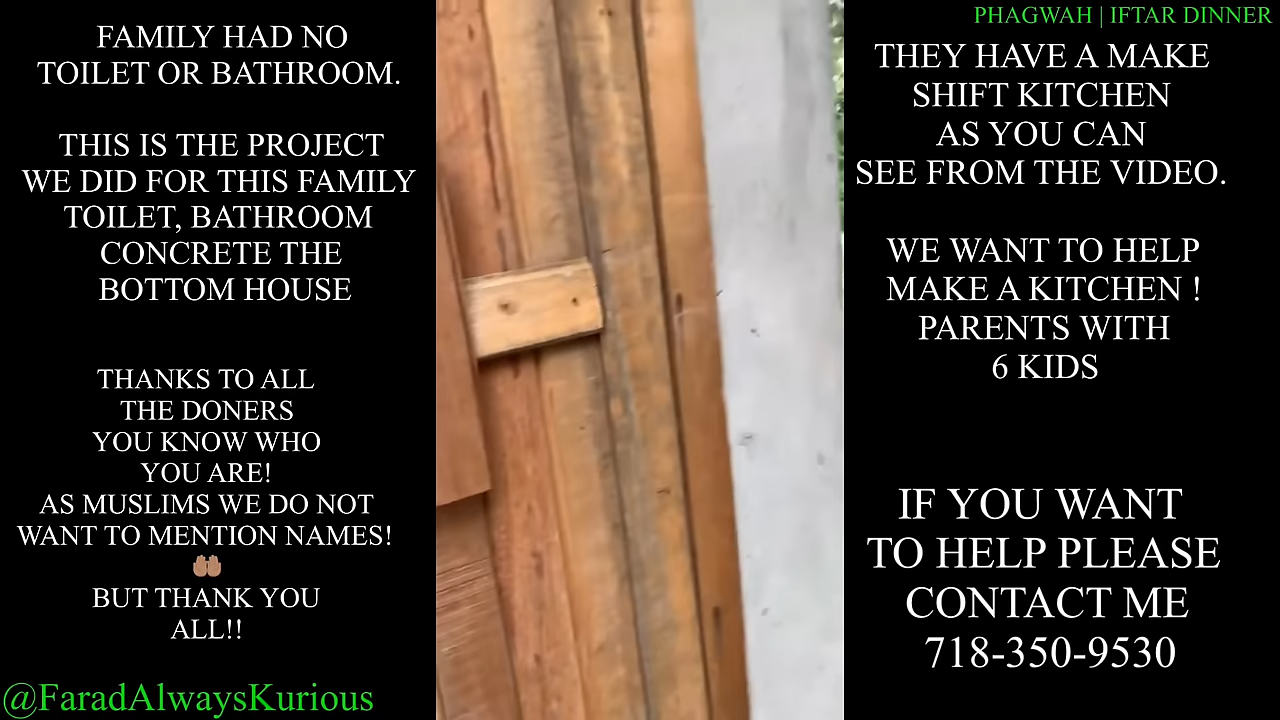 FAMILY HAD NO
TOILET OR BATHROOM.
THIS IS THE PROJECT
WE DID FOR THIS FAMILY
TOILET, BATHROOM
CONCRETE THE
BOTTOM HOUSE
THANKS TO ALL
THE DONERS
YOU KNOW WHO
YOU ARE!
AS MUSLIMS WE DO NOT
WANT TO MENTION NAMES!
🤲🏽
BUT THANK YOU
ALL!!
@FaradAlwaysKurious
PHAGWAH | IFTAR DINNER
THEY HAVE A MAKE
SHIFT KITCHEN
AS YOU CAN
SEE FROM THE VIDEO.
WE WANT TO HELP
MAKE A KITCHEN !
PARENTS WITH
6 KIDS
IF YOU WANT
TO HELP PLEASE
CONTACT ME
718-350-9530